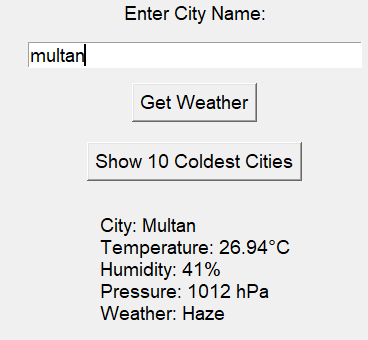 Enter City Name:
multan
Get Weather
Show 10 Coldest Cities
City: Multan
Temperature: 26.94°C
Humidity: 41%
Pressure: 1012 hPa
Weather: Haze